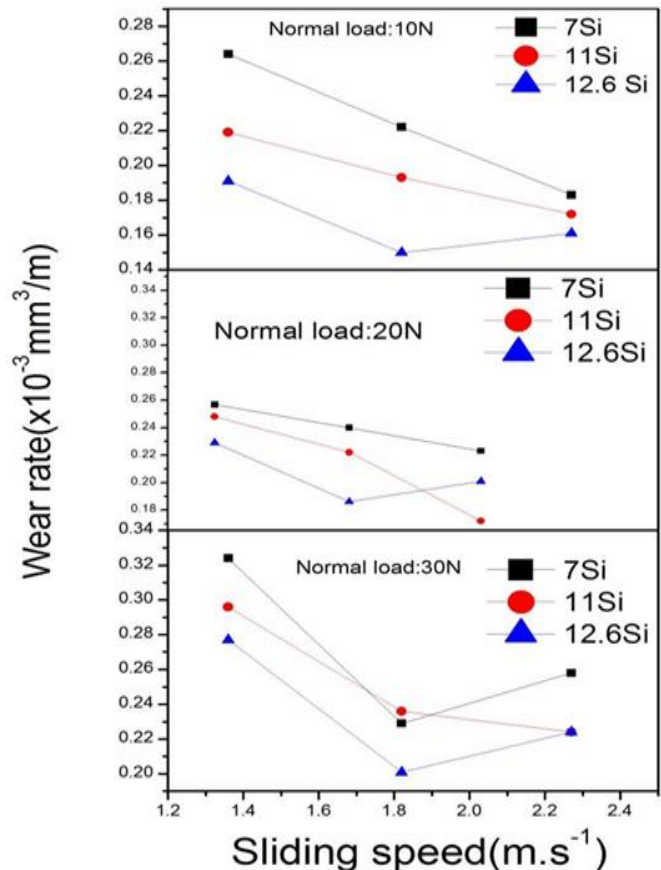 Wear rate(x10⁻³mm³/m)
Normal load:10N
7Si
11Si
12.6 Si
0.28
0.26
0.24
0.22
0.20
0.18
0.16
0.14
Normal load:20N
7Si
11Si
12.6Si
0.34
0.32
0.30
0.28
0.26
0.24
0.22
0.20
0.18
0.34
Normal load:30N
7Si
11Si
12.6Si
0.32
0.30
0.28
0.26
0.24
0.22
0.20
1.2 1.4 1.6 1.8 2.0 2.2 2.4
Sliding speed(m.s⁻¹)